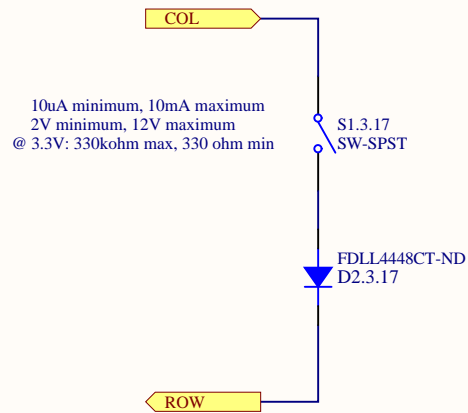 COL
10uA minimum, 10mA maximum
2V minimum, 12V maximum
@ 3.3V: 330kohm max, 330 ohm min
S1.3.17
SW-SPST
FDLL4448CT-ND
D2.3.17
ROW